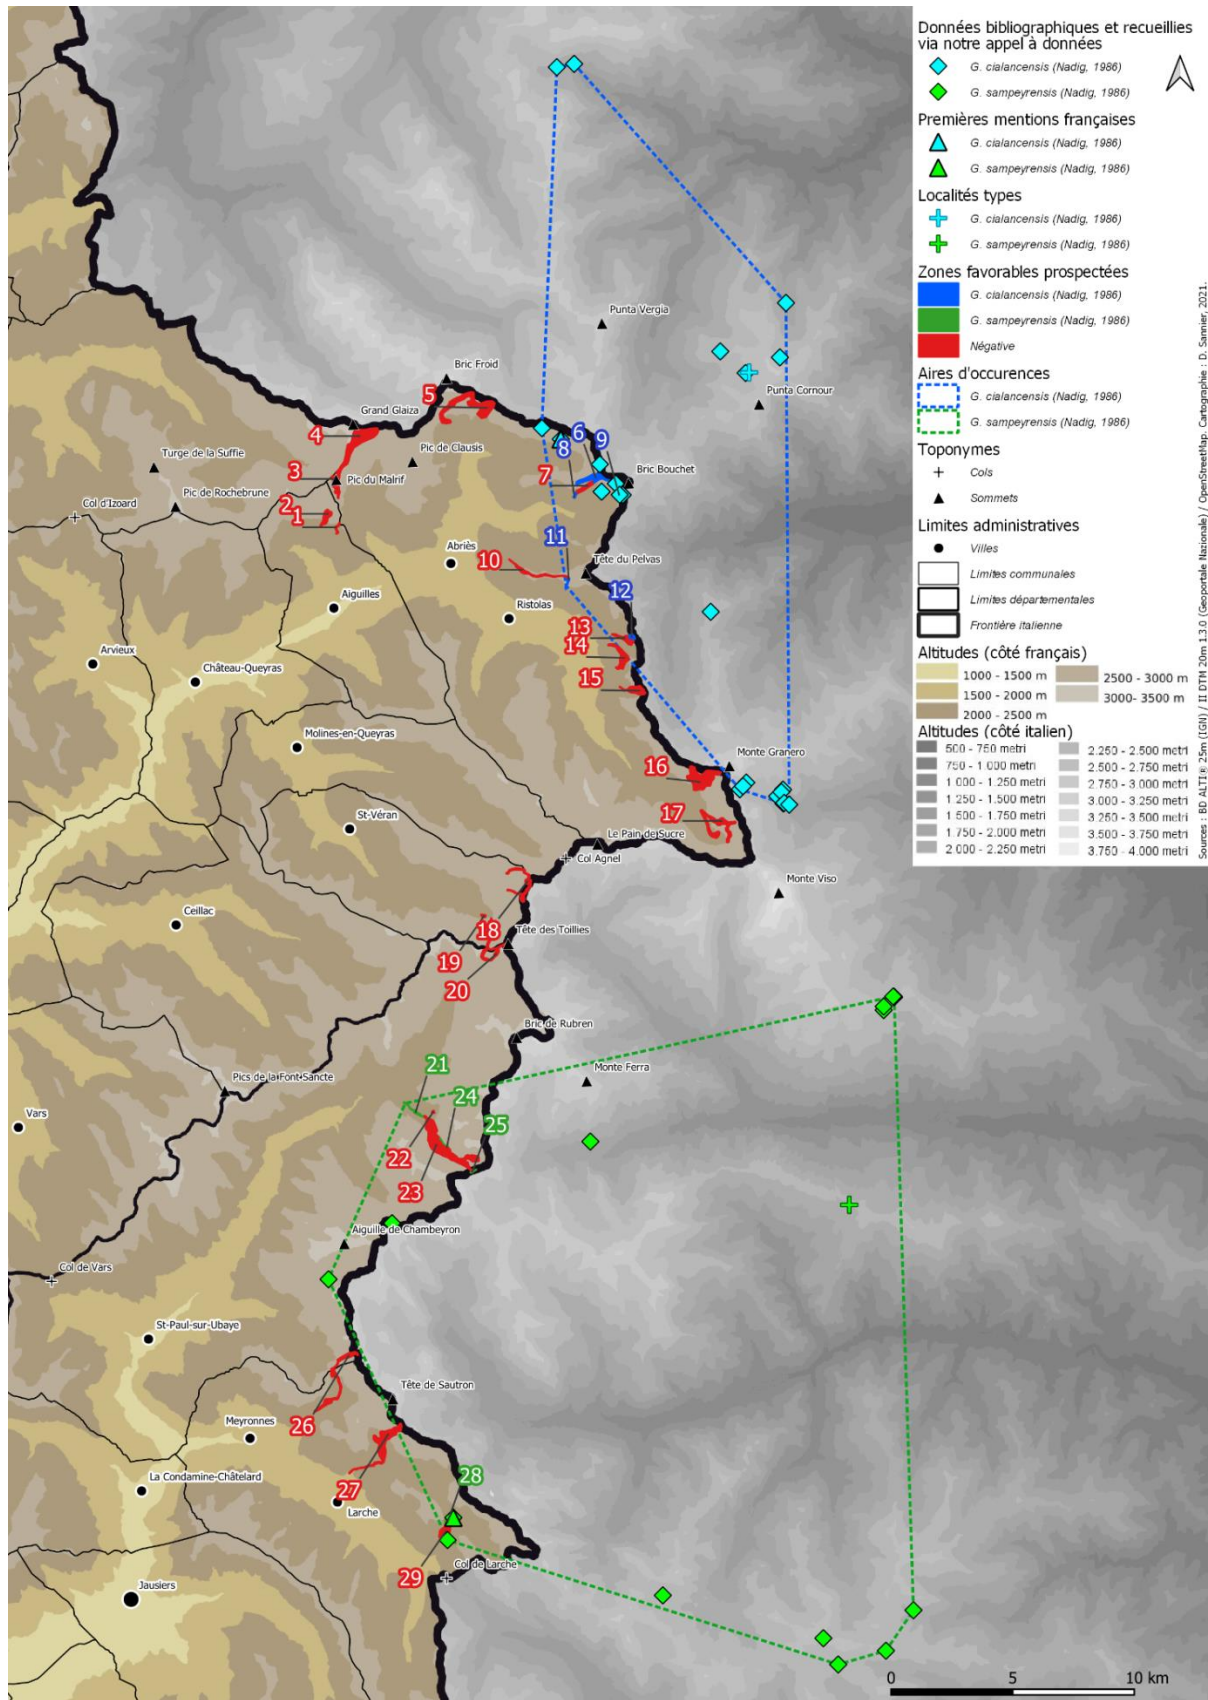 Données bibliographiques et recueillies
via notre appel à données
G. cialancensis (Nadig, 1986)
G. sampeyrensis (Nadig, 1986)
Premières mentions françaises
G. cialancensis (Nadig, 1986)
G. sampeyrensis (Nadig, 1986)
Localités types
G. cialancensis (Nadig, 1986)
G. sampeyrensis (Nadig, 1986)
Zones favorables prospectées
G. cialancensis (Nadig, 1986)
G. sampeyrensis (Nadig, 1986)
Négative
Aires d'occurences
G. cialancensis (Nadig, 1986)
G. sampeyrensis (Nadig, 1986)
Toponymes
Cols
Sommets
Limites administratives
Villes
Limites communales
Limites départementales
Frontière italienne
Altitudes (côté français)
1000 - 1500 m
1500 - 2000 m
2000 - 2500 m
2500 - 3000 m
3000- 3500 m
Altitudes (côté italien)
500 - 750 metri
750 - 1.000 metri
1 000 - 1.250 metri
1 250 - 1.500 metri
1 500 - 1.750 metri
1.750 - 2.000 metri
2 000 - 2.250 metri
2.250 - 2.500 metri
2.500 - 2.750 metri
2.750 - 3.000 metri
3.000 - 3.250 metri
3.250 - 3.500 metri
3.500 - 3.750 metri
3.750 - 4.000 metri
Sources : BD ALTI® 25m (IGN) / II DTM 20m 1.3.0 (Geoportale Nazionale) / OpenStreetMap. Cartographie : D. Sannier, 2021.
Punta Vergia
Bric Froid
Punta Cornour
5
Grand Glaiza
4
6
9
8
Pic de Clausis
Turge de la Suffie
7
Bric Bouchet
3
Pic du Malrif
Pic de Rochebrune
Col d'Izoard
2
1
11
Abriès
10
Tête du Pelvas
12
Aiguilles
Ristolas
13
14
Arvieux
15
Château-Queyras
Molines-en-Queyras
Monte Granero
16
17
St-Véran
Le Pain de Sucre
Col Agnel
Monte Viso
Ceillac
18
Tête des Toillies
19
20
Bric de Rubren
21
Monte Ferra
Pics de la Font Sancte
24
25
Vars
22
23
Aiguille de Chambeyron
Col de Vars
St-Paul-sur-Ubaye
Tête de Sautron
26
Meyronnes
28
La Condamine-Châtelard
27
Larche
29
Col de Larche
Jausiers
0 5 10 km